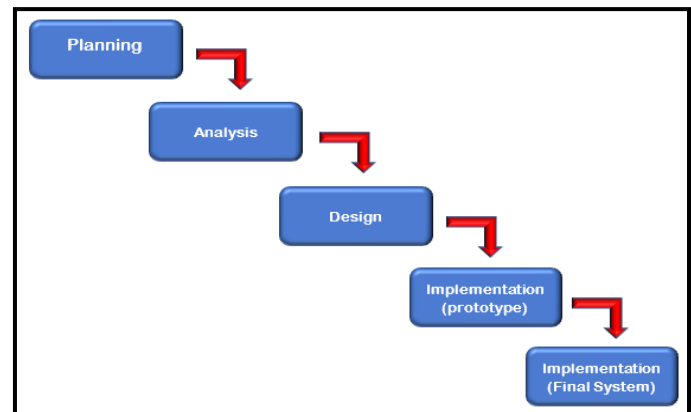 Planning
Analysis
Design
Implementation
(prototype)
Implementation
(Final System)